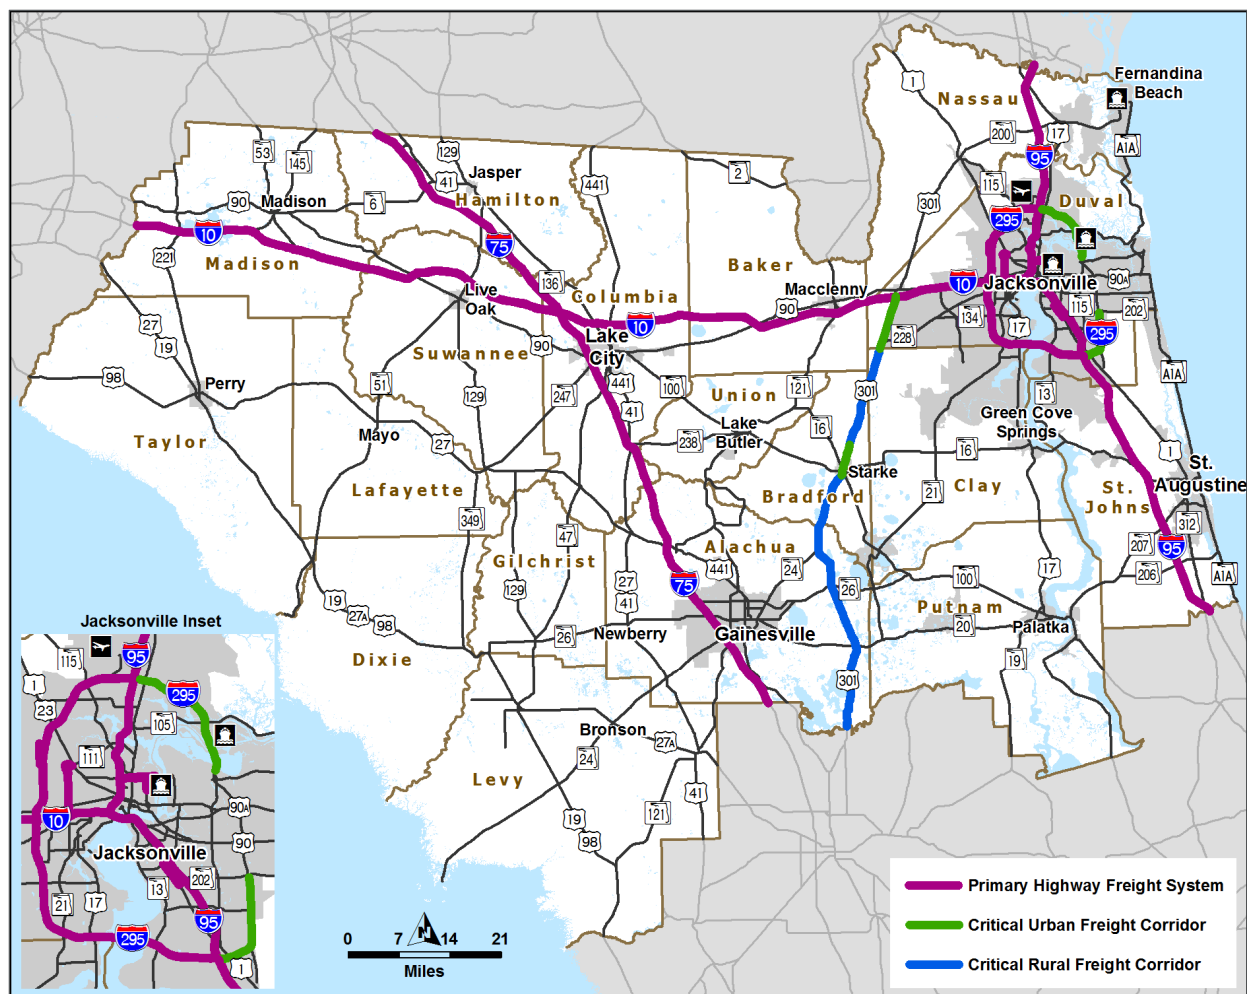 Fernandina
Beach
1
Nassau
200
17
A1A
95
53
145
129
Jasper
41
Hamilton
441
2
115
Duval
90
Madison
6
301
295
10
75
221
Madison
136
Baker
Macclenny
10
Jacksonville
90A
Live
Oak
Columbia
90
115
202
27
19
10
134
17
295
Lake
City
228
90
Suwannee
98
Perry
51
129
247
441
41
100
Union
121
301
13
A1A
Taylor
Mayo
27
238
Lake
Butler
16
Green Cove
Springs
16
1
St.
Augustine
Starke
Lafayette
Bradford
21
Clay
St.
Johns
349
47
312
Gilchrist
Alachua
207
95
441
24
17
206
A1A
129
27
41
75
26
100
19
27A
98
Putnam
Jacksonville Inset
26
Newberry
Gainesville
20
Palatka
Dixie
19
301
115
95
1
295
23
105
Bronson
27A
111
24
Levy
41
10
90A
19
98
121
90
Jacksonville
13
202
21
17
95
295
1
N
0 7 14 21
Miles
Primary Highway Freight System
Critical Urban Freight Corridor
Critical Rural Freight Corridor